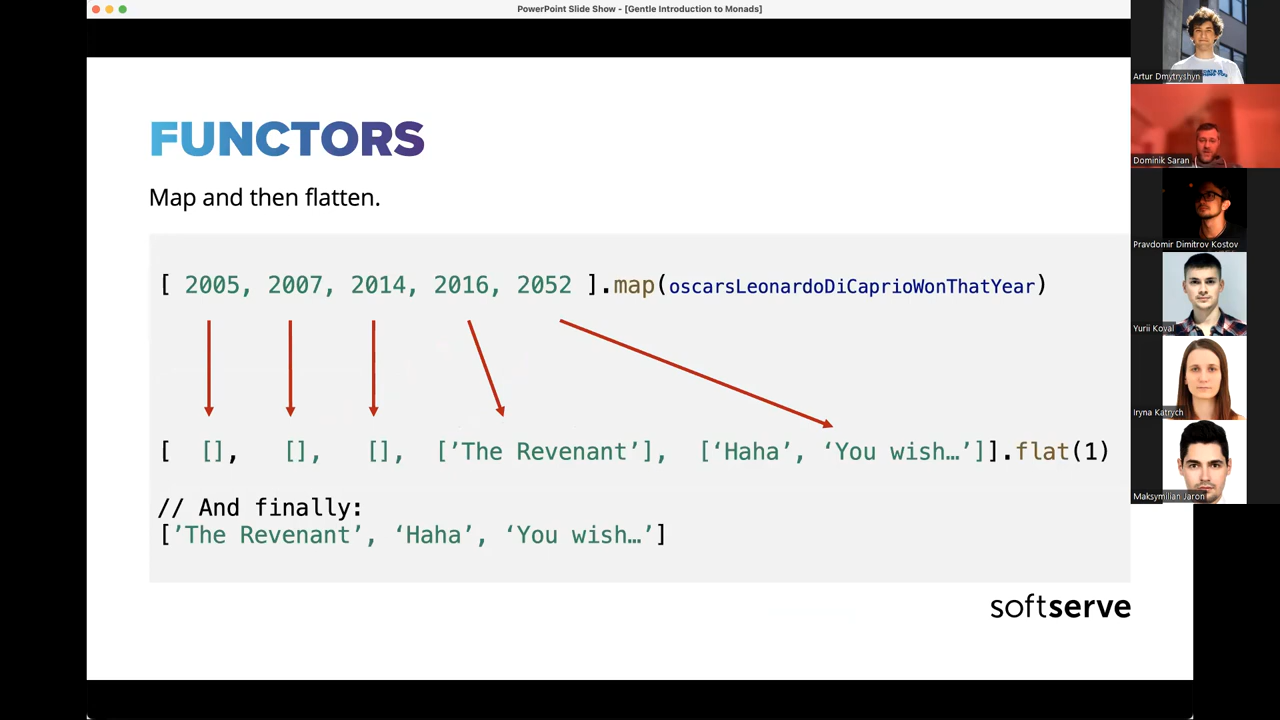 PowerPoint Slide Show - [Gentle Introduction to Monads]
FUNCTORS
Map and then flatten.
[ 2005, 2007, 2014, 2016, 2052 ].map(oscarsLeonardoDiCaprioWonThatYear)
[ [], [], [], [’The Revenant’], [‘Haha’, ‘You wish…’]].flat(1)
// And finally:
[’The Revenant’, ‘Haha’, ‘You wish…’]
softserve
Artur Dmytryshyn
Dominik Saran
Pravdomir Dimitrov Kostov
Yurii Koval
Iryna Katrych
Maksymilian Jaron